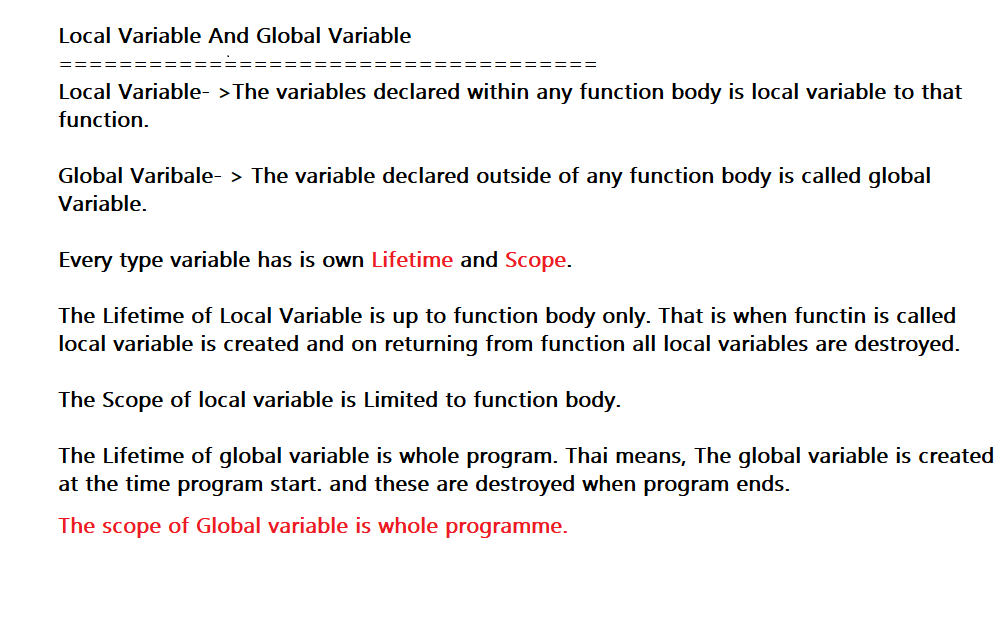 Local Variable And Global Variable
====================================
Local Variable- >The variables declared within any function body is local variable to that
function.
Global Varibale- > The variable declared outside of any function body is called global
Variable.
Every type variable has is own Lifetime and Scope.
The Lifetime of Local Variable is up to function body only. That is when functin is called
local variable is created and on returning from function all local variables are destroyed.
The Scope of local variable is Limited to function body.
The Lifetime of global variable is whole program. Thai means, The global variable is created
at the time program start. and these are destroyed when program ends.
The scope of Global variable is whole programme.